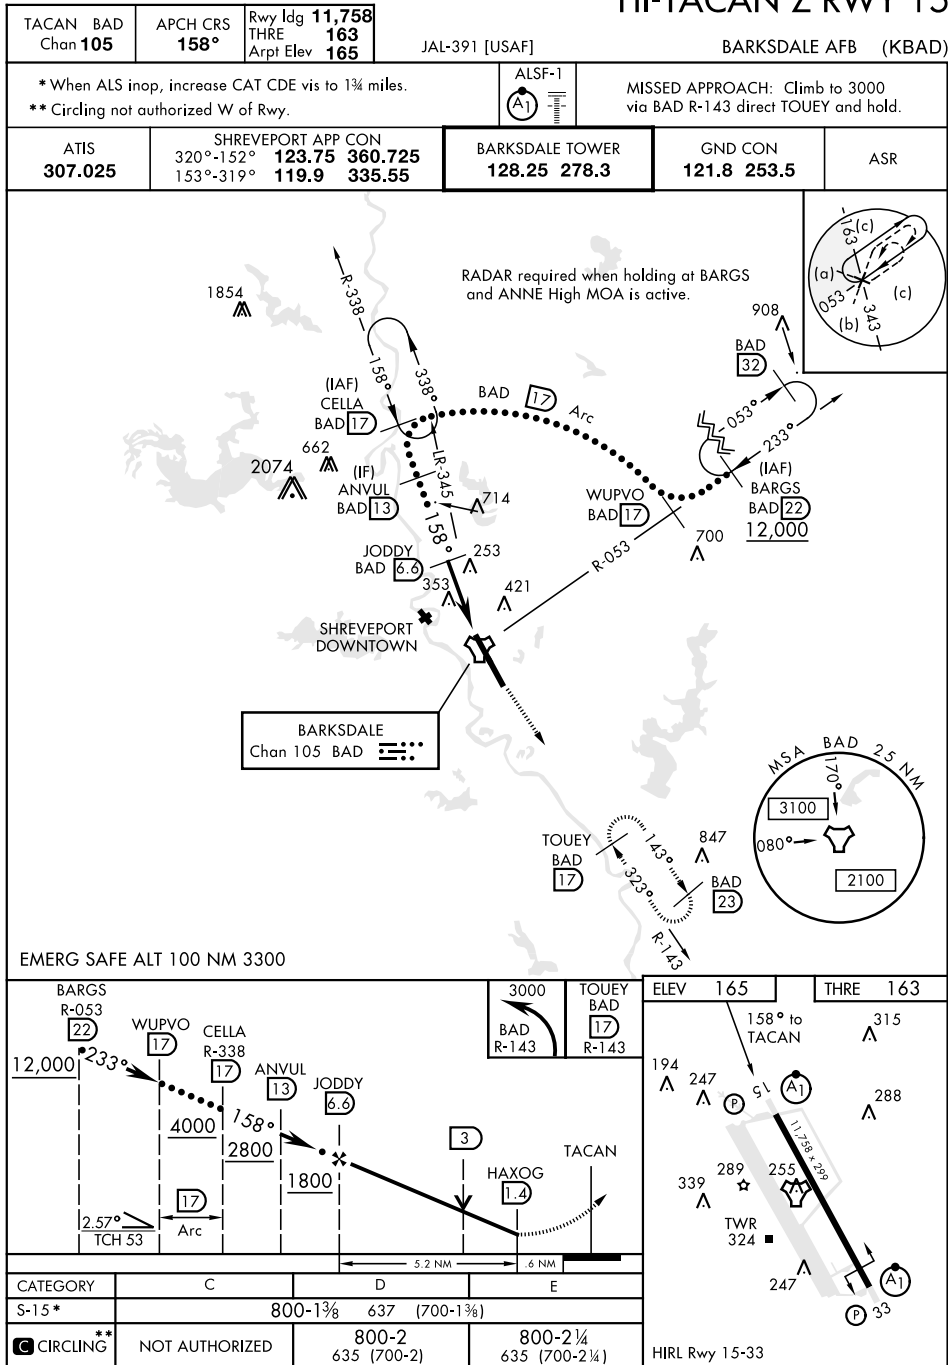 HI-TACAN Z RWY 15
TACAN BAD
Chan 105
APCH CRS
158°
Rwy ldg 11,758
THRE 163
Arpt Elev 165
JAL-391 [USAF]
BARKSDALE AFB (KBAD)
* When ALS inop, increase CAT CDE vis to 1¾ miles.
** Circling not authorized W of Rwy.
ALSF-1
A1
MISSED APPROACH: Climb to 3000
via BAD R-143 direct TOUEY and hold.
ATIS
307.025
SHREVEPORT APP CON
320°-152° 123.75 360.725
153°-319° 119.9 335.55
BARKSDALE TOWER
128.25 278.3
GND CON
121.8 253.5
ASR
RADAR required when holding at BARGS
and ANNE High MOA is active.
163
(c)
(a)
053
(b)
343
(c)
1854
R-338
908
BAD
32
158°
338°
(IAF)
CELLA
BAD 17
BAD 17 Arc
053°
233°
662
2074
LR-345
(IF)
ANVUL
BAD 13
714
158°
WUPVO
BAD 17
(IAF)
BARGS
BAD 22
12,000
700
R-053
JODDY
BAD 6.6
253
353
421
SHREVEPORT
DOWNTOWN
BARKSDALE
Chan 105 BAD
MSA BAD 25 NM
170°
3100
080°
2100
TOUEY
BAD
17
143°
323°
847
BAD
23
R-143
EMERG SAFE ALT 100 NM 3300
BARGS
R-053
22
12,000
233°
WUPVO
17
CELLA
R-338
17
4000
158°
ANVUL
13
2800
JODDY
6.6
1800
3
HAXOG
1.4
TACAN
3000
BAD
R-143
TOUEY
BAD
17
R-143
2.57°
TCH 53
17
Arc
5.2 NM
.6 NM
ELEV 165
THRE 163
158° to
TACAN
315
194
247
P
15
A1
288
11,758 x 299
339
289
255
TWR
324
247
P
33
A1
HIRL Rwy 15-33
CATEGORY C D E
S-15* 800-1⅜ 637 (700-1⅜)
C CIRCLING** NOT AUTHORIZED
800-2
635 (700-2)
800-2¼
635 (700-2¼)